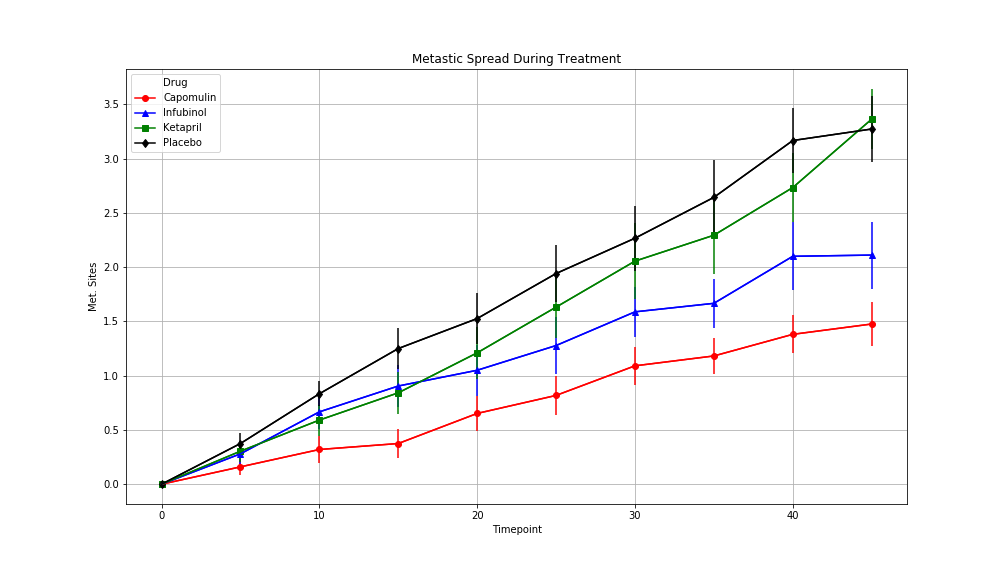 Metastic Spread During Treatment
Drug
Capomulin
Infubinol
Ketapril
Placebo
Met. Sites
3.5
3.0
2.5
2.0
1.5
1.0
0.5
0.0
0 10 20 30 40
Timepoint